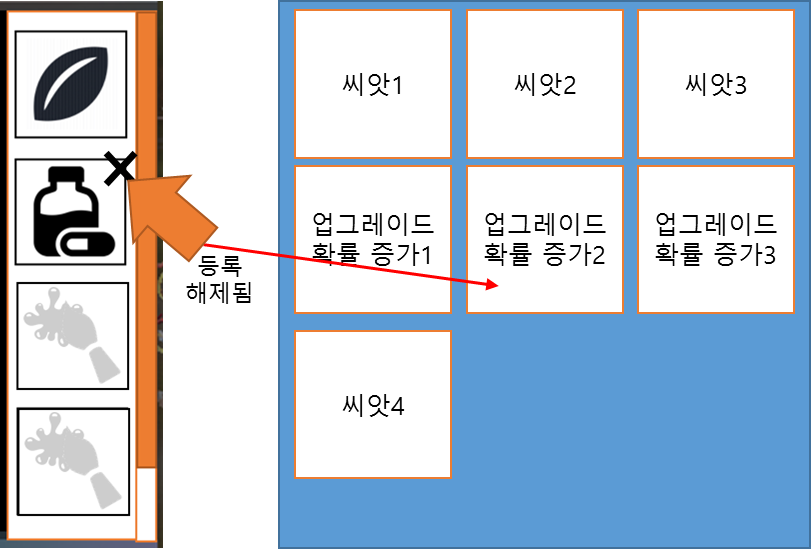 씨앗1
씨앗2
씨앗3
업그레이드
확률 증가1
업그레이드
확률 증가2
업그레이드
확률 증가3
등록
해제됨
씨앗4